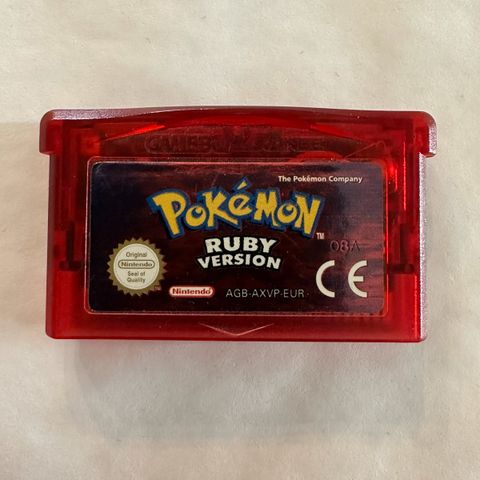 GAME BOY ADVANCE
The Pokémon Company
POKéMON
TM
RUBY
VERSION
08A
Original
Nintendo
Seal of
Quality
Nintendo
AGB-AXVP-EUR
CE